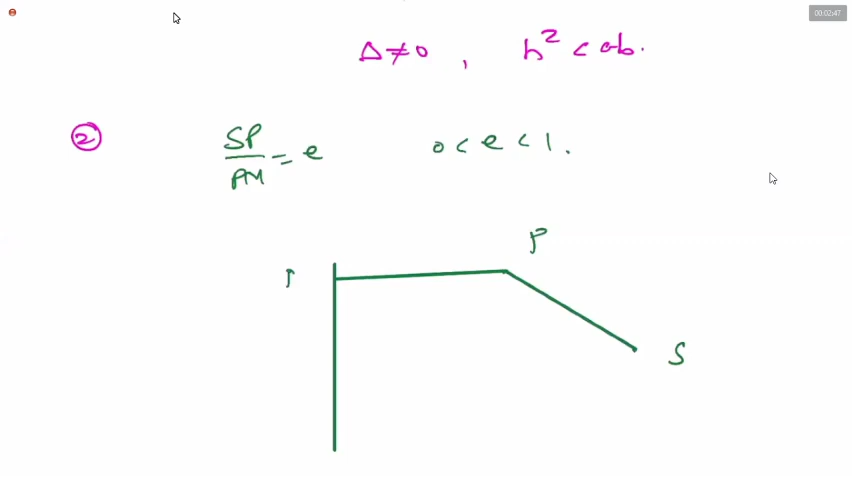 00:02:47
Δ≠0 , h² < ab.
② SP/PM = e 0 < e < 1.
P
S